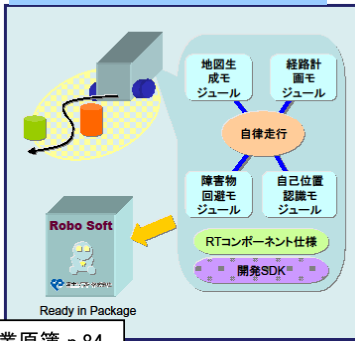 地図生
成モ
ジュール
経路計
画モ
ジュール
自律走行
障害物
回避モ
ジュール
自己位置
認識モ
ジュール
Robo Soft
RTコンポーネント仕様
開発SDK
Ready in Package
業原簿 p.84